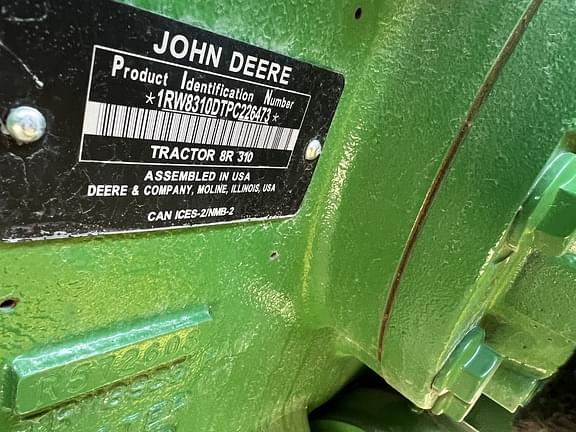 JOHN DEERE
Product Identification Number
*1RW8310DTPC226473*
TRACTOR 8R 310
ASSEMBLED IN USA
DEERE & COMPANY, MOLINE, ILLINOIS, USA
CAN ICES-2/NMB-2